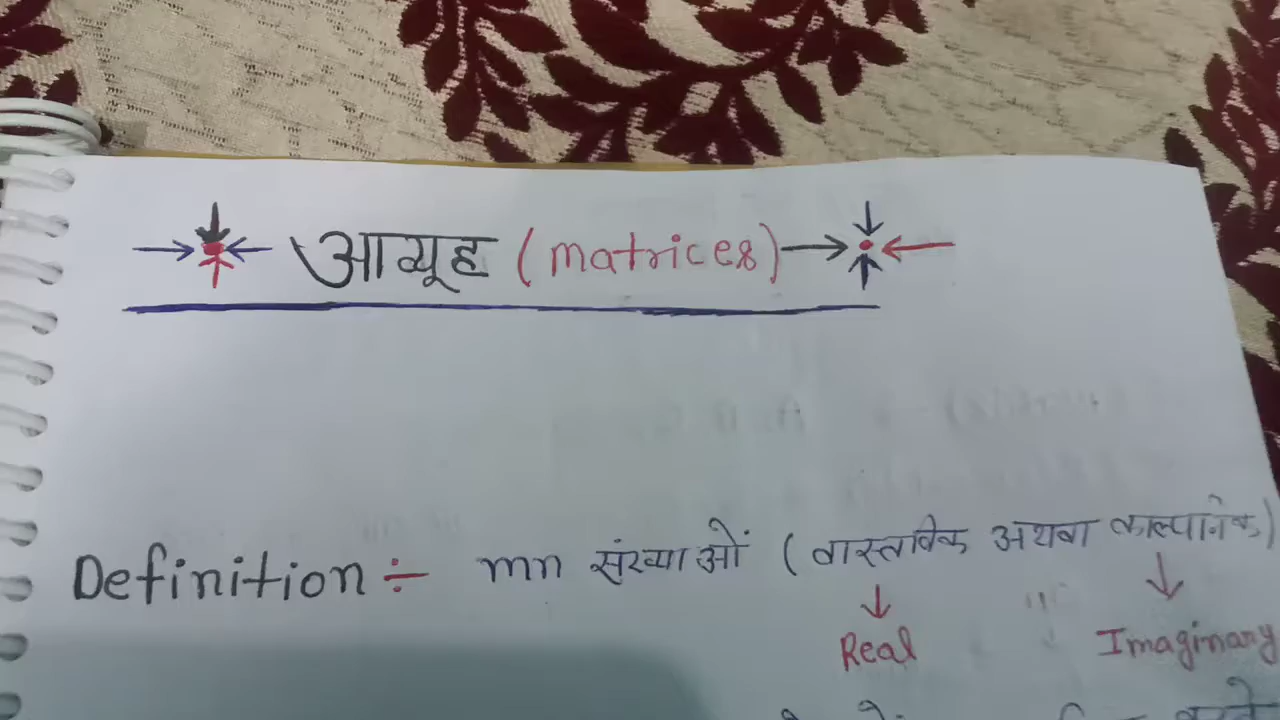 आव्यूह (matrices)
Definition ÷ mn संख्याओं (वास्तविक अथवा काल्पनिक)
Real Imaginary